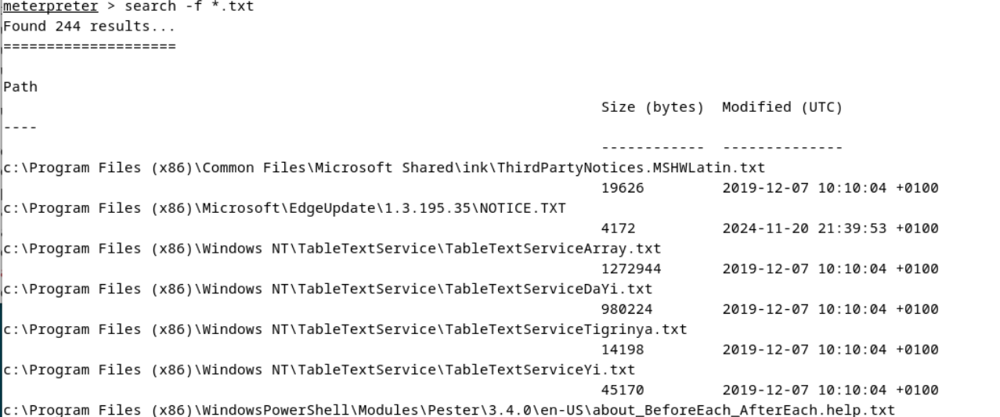 meterpreter > search -f *.txt
Found 244 results...
====================
Path
Size (bytes)  Modified (UTC)
----
------------  --------------
c:\Program Files (x86)\Common Files\Microsoft Shared\ink\ThirdPartyNotices.MSHWLatin.txt
19626         2019-12-07 10:10:04 +0100
c:\Program Files (x86)\Microsoft\EdgeUpdate\1.3.195.35\NOTICE.TXT
4172          2024-11-20 21:39:53 +0100
c:\Program Files (x86)\Windows NT\TableTextService\TableTextServiceArray.txt
1272944       2019-12-07 10:10:04 +0100
c:\Program Files (x86)\Windows NT\TableTextService\TableTextServiceDaYi.txt
980224        2019-12-07 10:10:04 +0100
c:\Program Files (x86)\Windows NT\TableTextService\TableTextServiceTigrinya.txt
14198         2019-12-07 10:10:04 +0100
c:\Program Files (x86)\Windows NT\TableTextService\TableTextServiceYi.txt
45170         2019-12-07 10:10:04 +0100
c:\Program Files (x86)\WindowsPowerShell\Modules\Pester\3.4.0\en-US\about_BeforeEach_AfterEach.help.txt